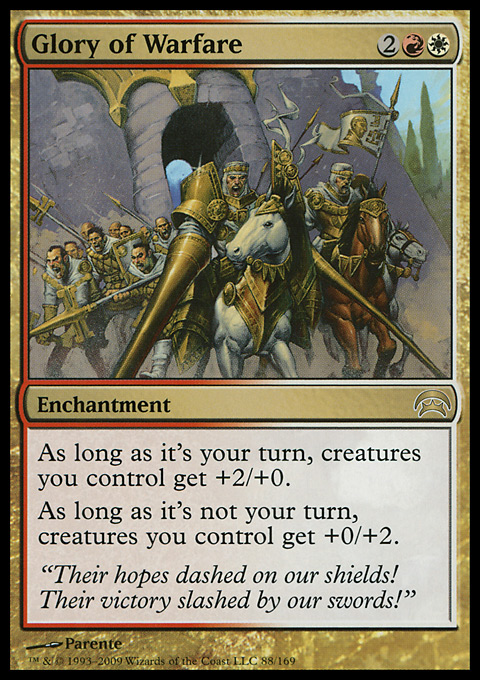 Glory of Warfare 2
Enchantment
As long as it's your turn, creatures
you control get +2/+0.
As long as it's not your turn,
creatures you control get +0/+2.
“Their hopes dashed on our shields!
Their victory slashed by our swords!”
Parente
™ & © 1993–2009 Wizards of the Coast LLC 88/169